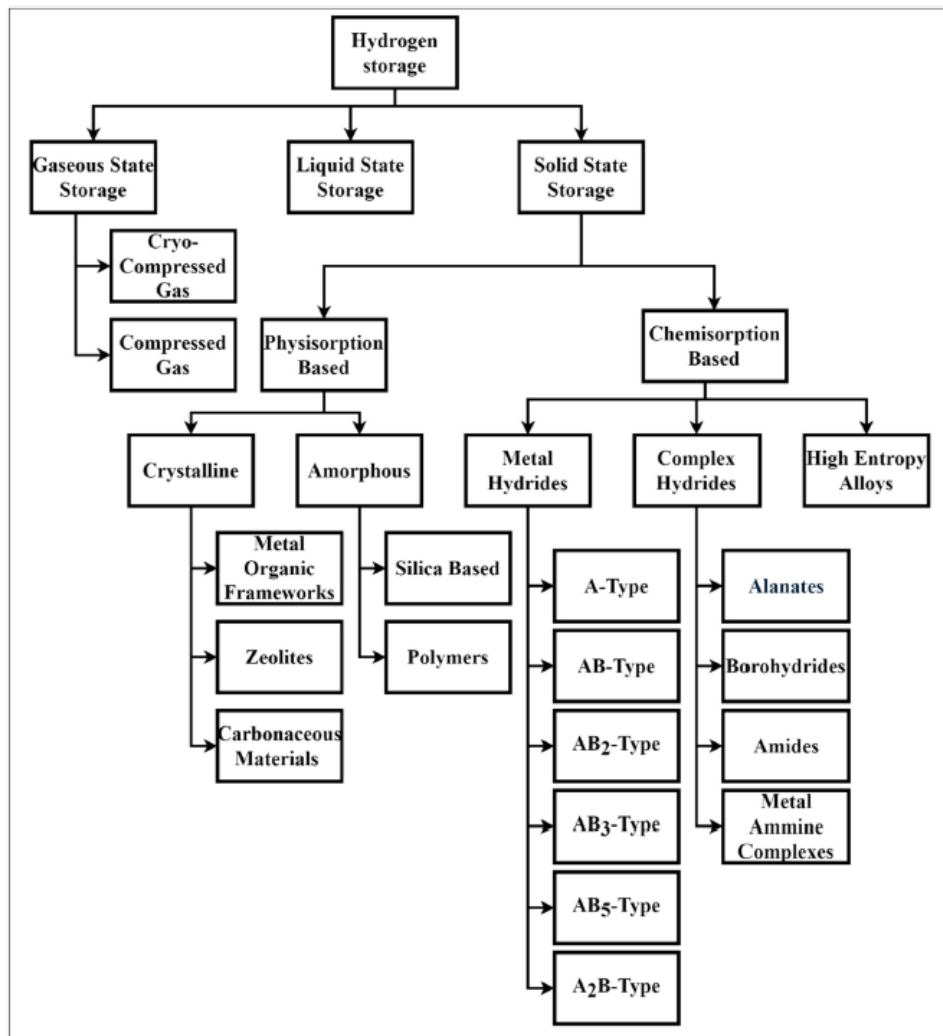 Hydrogen
storage
Gaseous State
Storage
Liquid State
Storage
Solid State
Storage
Cryo-
Compressed
Gas
Compressed
Gas
Physisorption
Based
Chemisorption
Based
Crystalline
Amorphous
Metal
Hydrides
Complex
Hydrides
High Entropy
Alloys
Metal
Organic
Frameworks
Zeolites
Carbonaceous
Materials
Silica Based
Polymers
A-Type
AB-Type
AB2-Type
AB3-Type
AB5-Type
A2B-Type
Alanates
Borohydrides
Amides
Metal
Ammine
Complexes